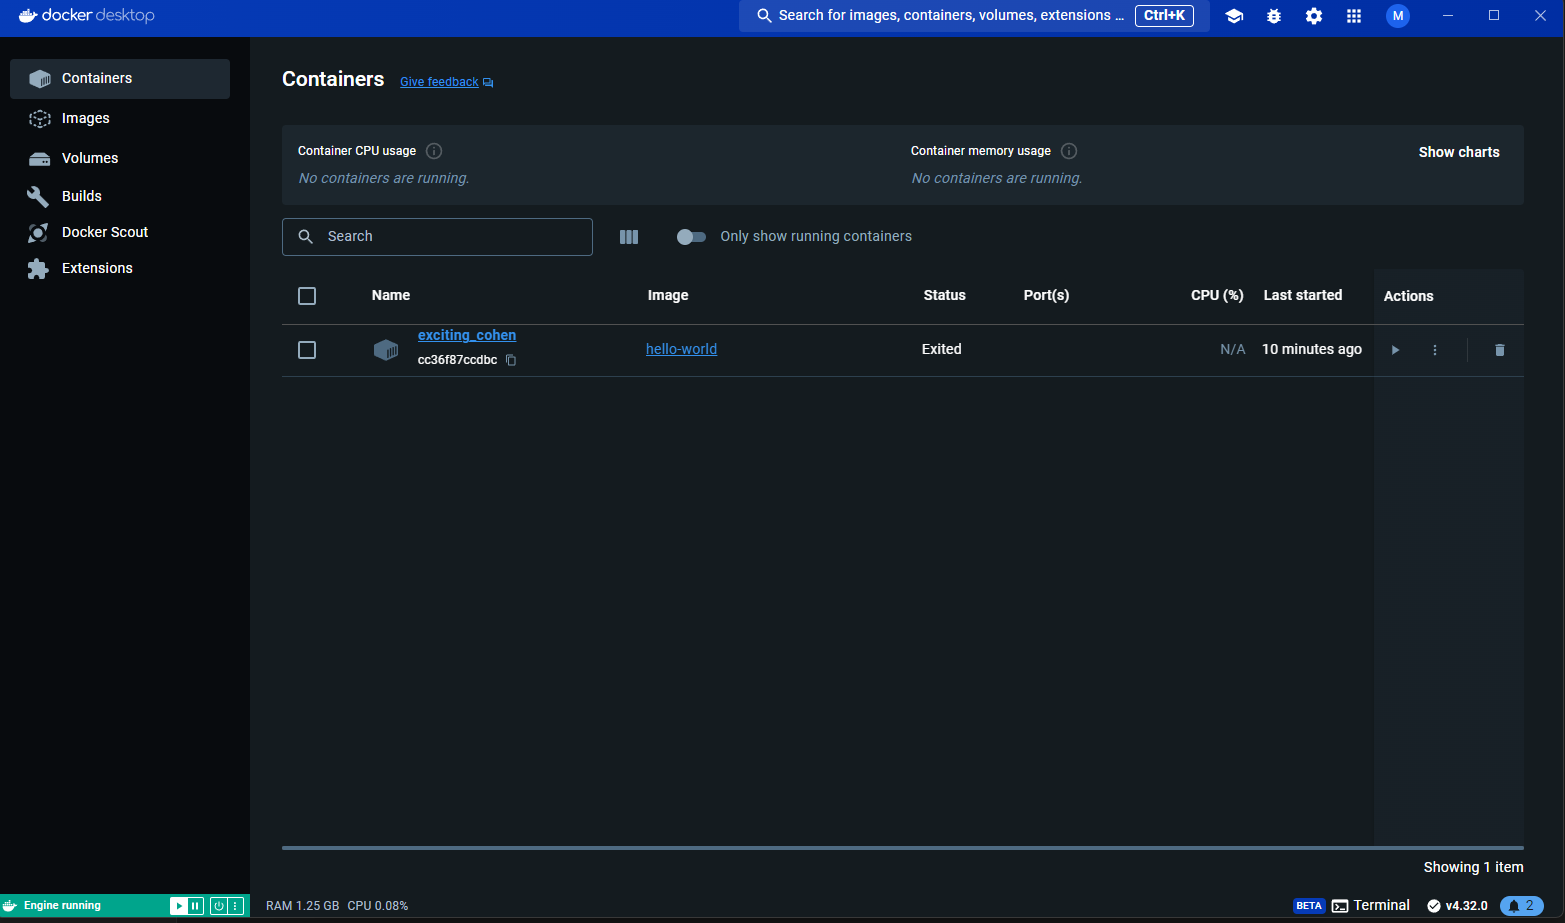 docker desktop
Search for images, containers, volumes, extensions ... Ctrl+K
M
Containers
Images
Volumes
Builds
Docker Scout
Extensions
Containers Give feedback
Container CPU usage
No containers are running.
Container memory usage
No containers are running.
Show charts
Search
Only show running containers
Name Image Status Port(s) CPU (%) Last started Actions
exciting_cohen
cc36f87ccdbc
hello-world Exited N/A 10 minutes ago
Showing 1 item
Engine running
RAM 1.25 GB CPU 0.08%
BETA Terminal v4.32.0 2